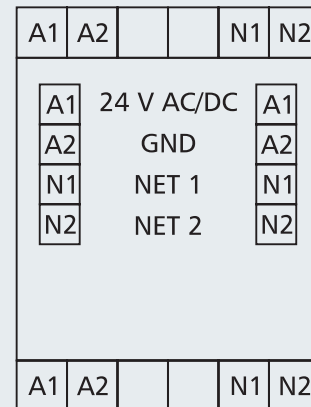 A1 A2 N1 N2
A1 24 V AC/DC A1
A2 GND A2
N1 NET 1 N1
N2 NET 2 N2
A1 A2 N1 N2